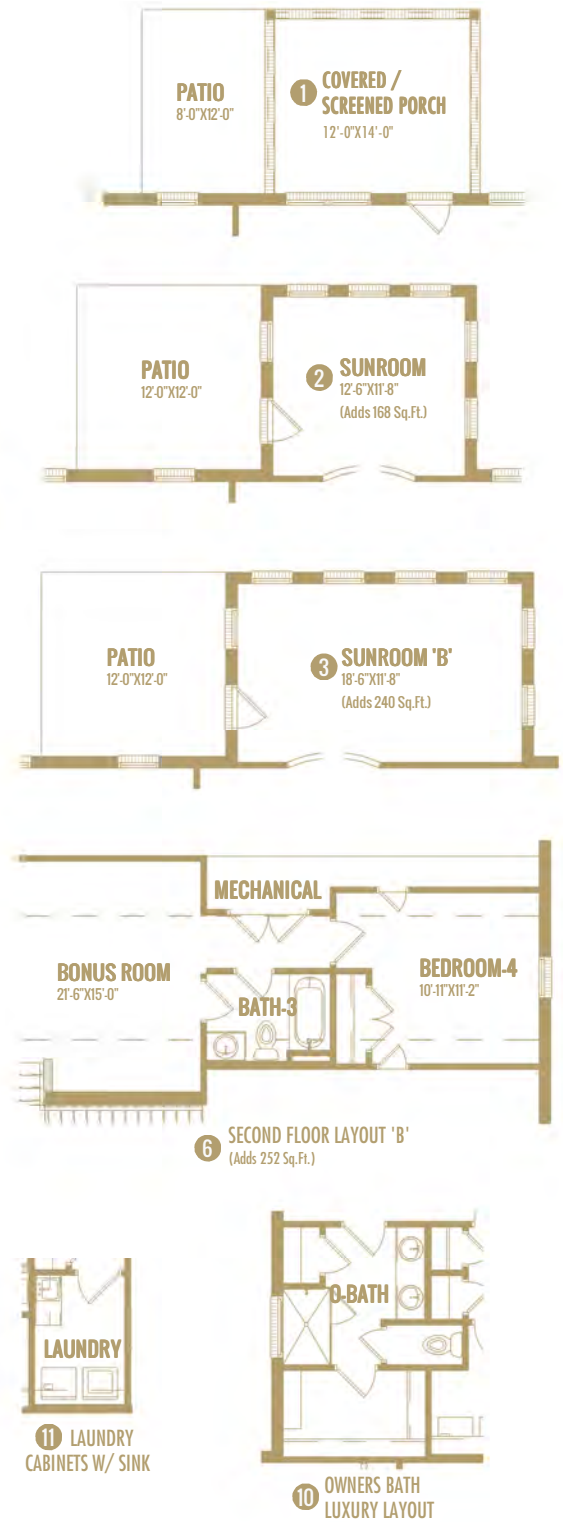 PATIO
8'-0"X12'-0"
1 COVERED /
SCREENED PORCH
12'-0"X14'-0"
PATIO
12'-0"X12'-0"
2 SUNROOM
12'-6"X11'-8"
(Adds 168 Sq.Ft.)
PATIO
12'-0"X12'-0"
3 SUNROOM 'B'
18'-6"X11'-8"
(Adds 240 Sq.Ft.)
MECHANICAL
BONUS ROOM
21'-6"X15'-0"
BATH-3
BEDROOM-4
10'-11"X11'-2"
6 SECOND FLOOR LAYOUT 'B'
(Adds 252 Sq.Ft.)
LAUNDRY
11 LAUNDRY
CABINETS W/ SINK
O-BATH
10 OWNERS BATH
LUXURY LAYOUT